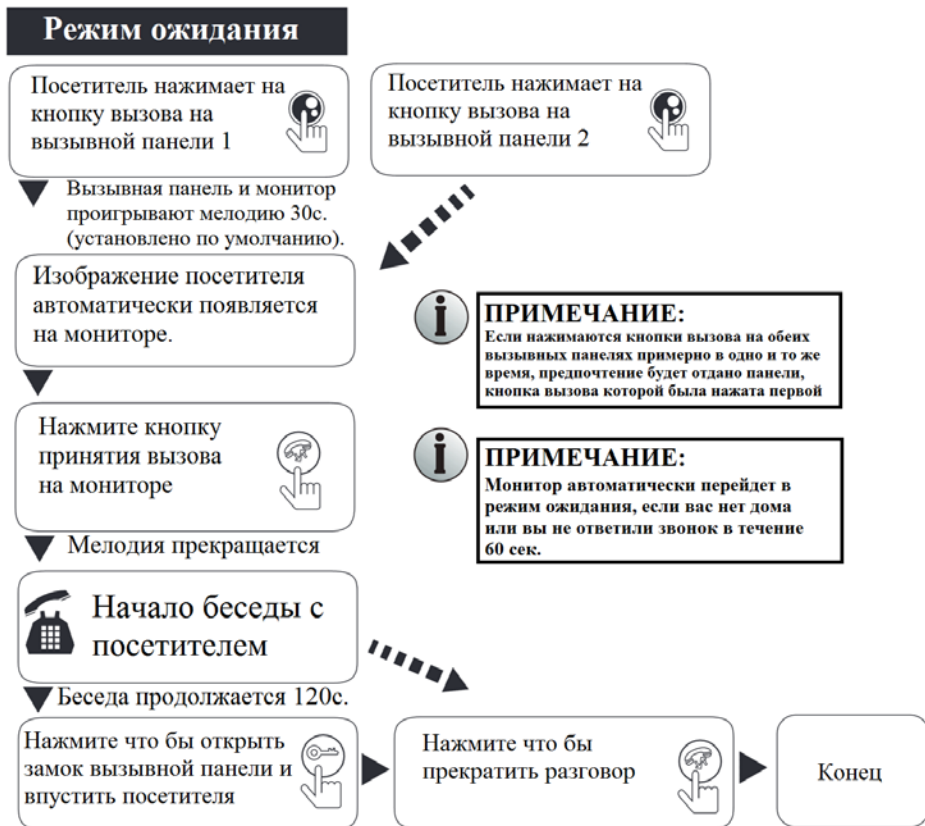 Режим ожидания
Посетитель нажимает на
кнопку вызова на
вызывной панели 1
Посетитель нажимает на
кнопку вызова на
вызывной панели 2
Вызывная панель и монитор
проигрывают мелодию 30с.
(установлено по умолчанию).
Изображение посетителя
автоматически появляется
на мониторе.
ПРИМЕЧАНИЕ:
Если нажимаются кнопки вызова на обеих
вызывных панелях примерно в одно и то же
время, предпочтение будет отдано панели,
кнопка вызова которой была нажата первой
Нажмите кнопку
принятия вызова
на мониторе
ПРИМЕЧАНИЕ:
Монитор автоматически перейдет в
режим ожидания, если вас нет дома
или вы не ответили звонок в течение
60 сек.
Мелодия прекращается
Начало беседы с
посетителем
Беседа продолжается 120с.
Нажмите что бы открыть
замок вызывной панели и
впустить посетителя
Нажмите что бы
прекратить разговор
Конец